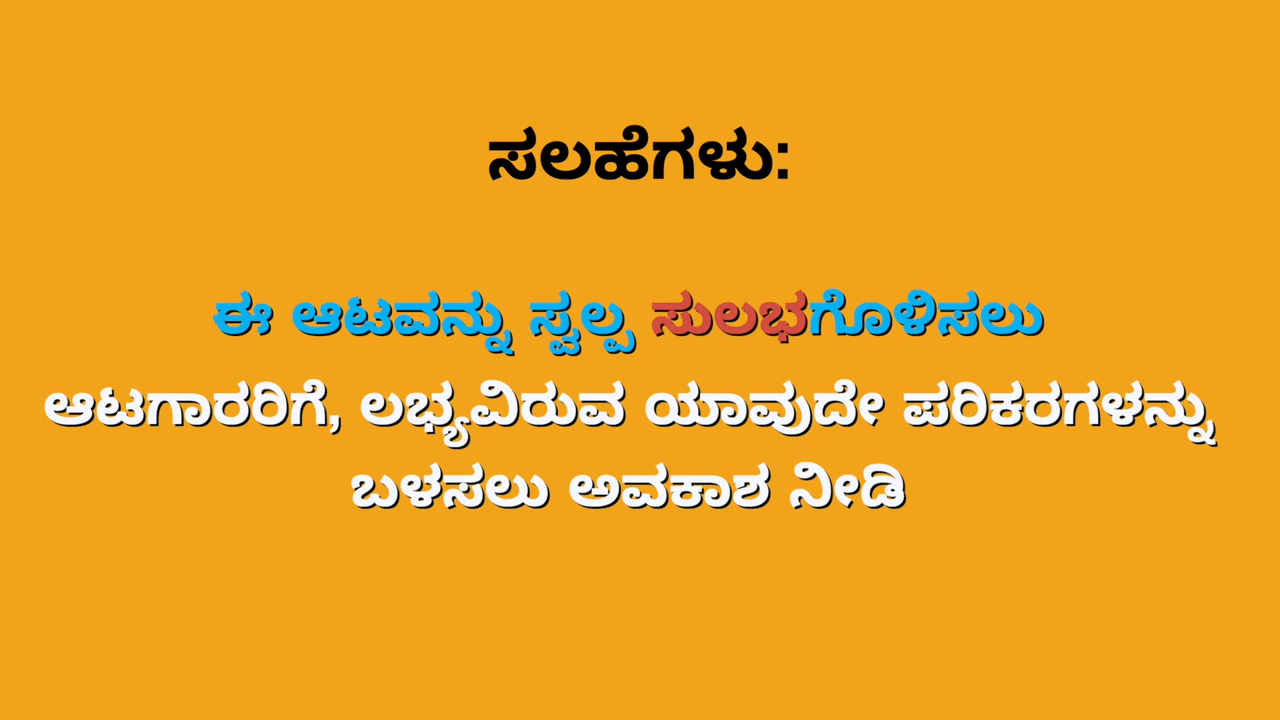 ಸಲಹೆಗಳು:
ಈ ಆಟವನ್ನು ಸ್ವಲ್ಪ ಸುಲಭಗೊಳಿಸಲು
ಆಟಗಾರರಿಗೆ, ಲಭ್ಯವಿರುವ ಯಾವುದೇ ಪರಿಕರಗಳನ್ನು
ಬಳಸಲು ಅವಕಾಶ ನೀಡಿ